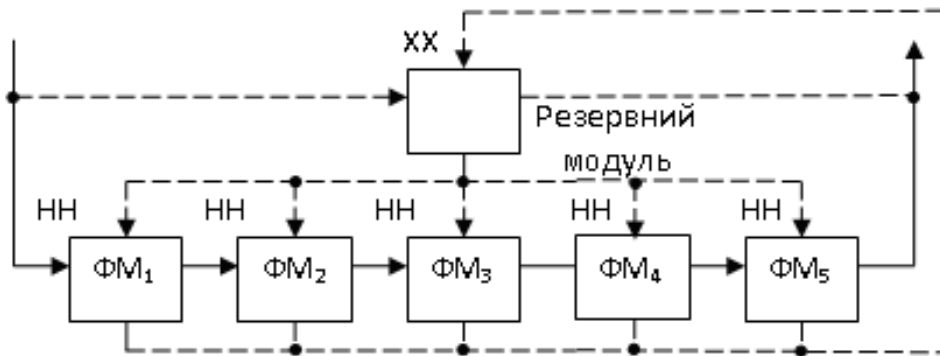 ХХ
Резервний
модуль
НН НН НН НН НН
ФМ₁ ФМ₂ ФМ₃ ФМ₄ ФМ₅